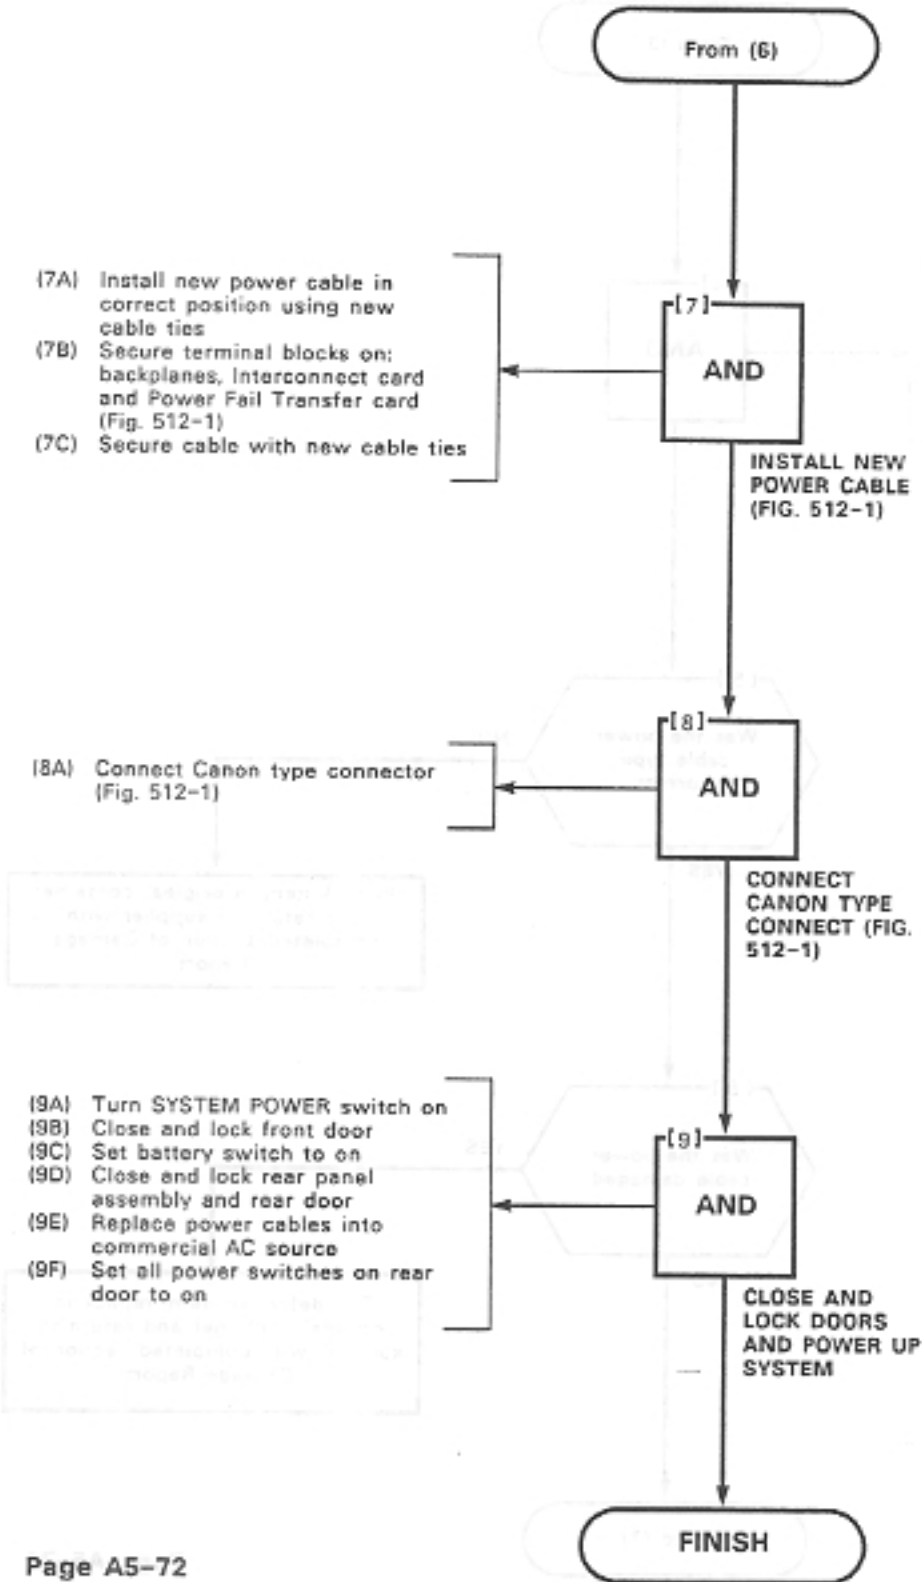 From (6)
(7A) Install new power cable in
correct position using new
cable ties
(7B) Secure terminal blocks on:
backplanes, Interconnect card
and Power Fail Transfer card
(Fig. 512-1)
(7C) Secure cable with new cable ties
[7]
AND
INSTALL NEW
POWER CABLE
(FIG. 512-1)
(8A) Connect Canon type connector
(Fig. 512-1)
[8]
AND
CONNECT
CANON TYPE
CONNECT (FIG.
512-1)
(9A) Turn SYSTEM POWER switch on
(9B) Close and lock front door
(9C) Set battery switch to on
(9D) Close and lock rear panel
assembly and rear door
(9E) Replace power cables into
commercial AC source
(9F) Set all power switches on rear
door to on
[9]
AND
CLOSE AND
LOCK DOORS
AND POWER UP
SYSTEM
FINISH
Page A5-72